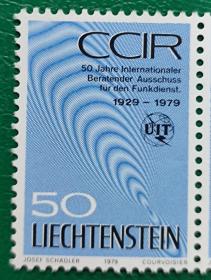 CCIR
50 Jahre Internationaler
Beratender Ausschuss
für den Funkdienst.
1929 – 1979
UIT
50
LIECHTENSTEIN
JOSEF SCHÄDLER 1979 COURVOISIER